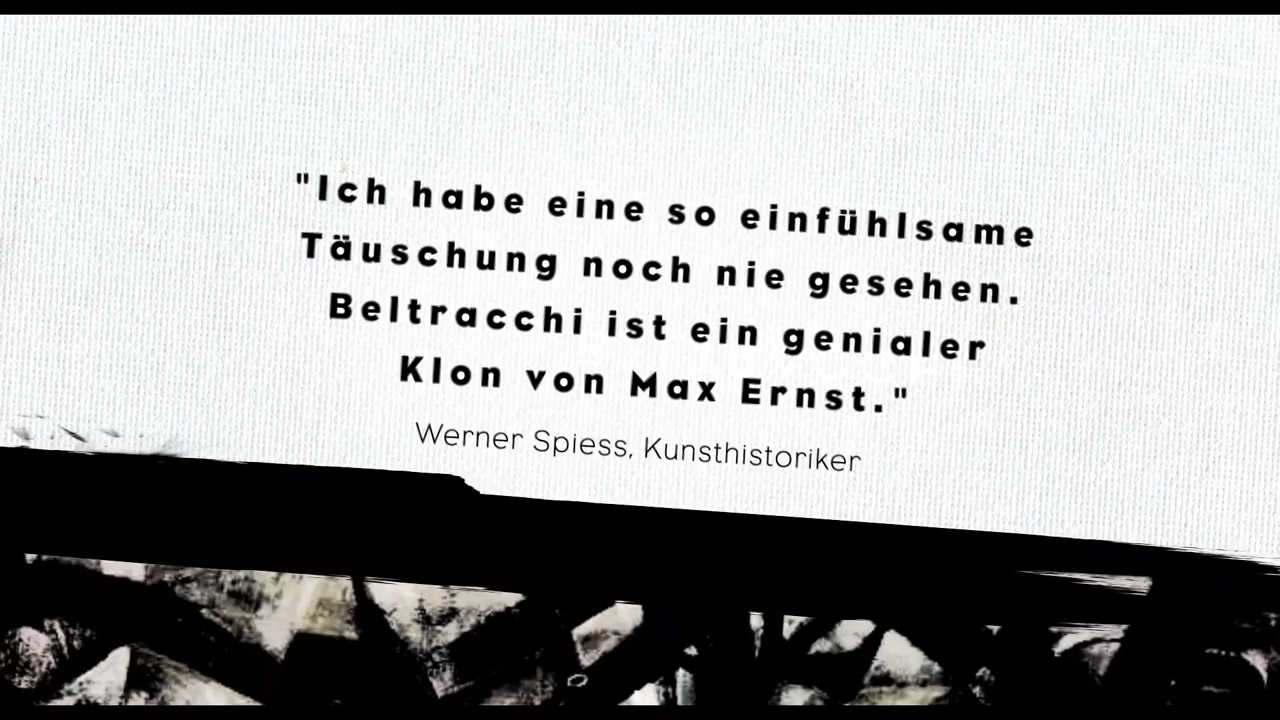 "Ich habe eine so einfühlsame
Täuschung noch nie gesehen.
Beltracchi ist ein genialer
Klon von Max Ernst."
Werner Spiess, Kunsthistoriker